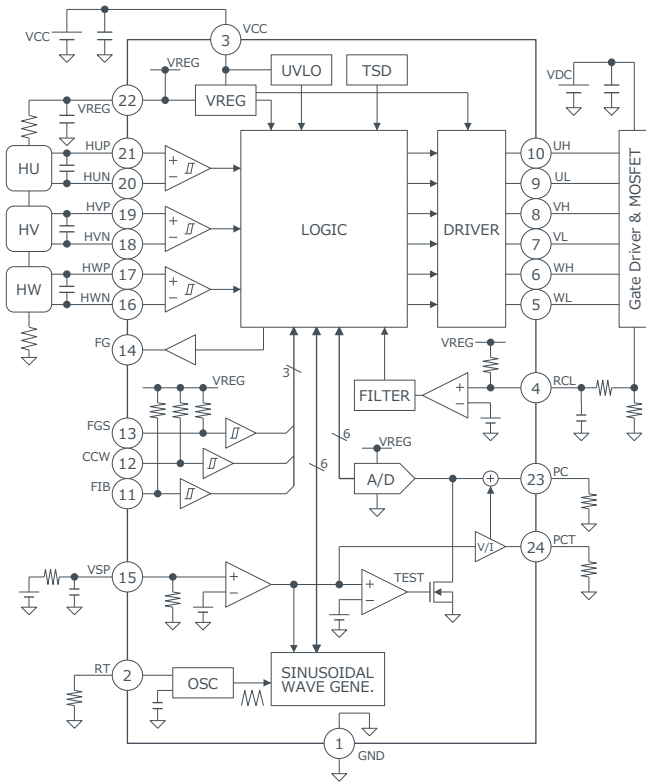 VCC
VCC
3
VREG
UVLO
TSD
VDC
VREG
22
VREG
HUP
21
HU
HUN
20
HVP
19
HV
HVN
18
HWP
17
HW
HWN
16
+
−
+
−
+
−
LOGIC
DRIVER
10
UH
9
UL
8
VH
7
VL
6
WH
5
WL
Gate Driver & MOSFET
FG
14
3
VREG
FILTER
+
−
4
RCL
VREG
FGS
13
CCW
12
FIB
11
6
6
VREG
A/D
+
23
PC
V/I
24
PCT
VSP
15
+
−
+
−
TEST
RT
2
OSC
SINUSOIDAL
WAVE GENE.
1
GND